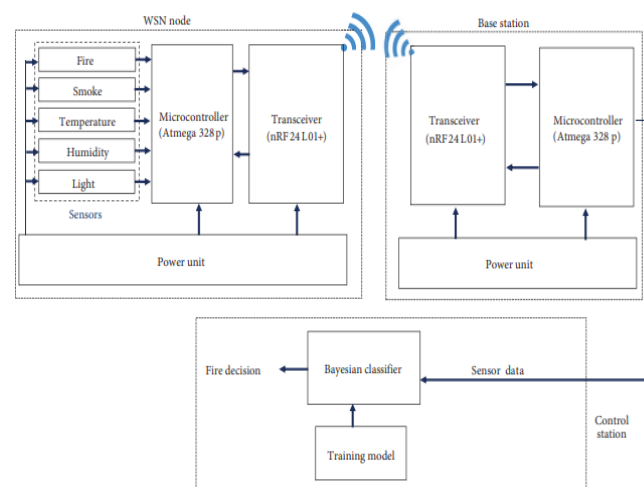 WSN node
Base station
Fire
Smoke
Temperature
Humidity
Light
Sensors
Microcontroller
(Atmega 328 p)
Transceiver
(nRF 24 L01+)
Power unit
Transceiver
(nRF 24 L01+)
Microcontroller
(Atmega 328 p)
Power unit
Fire decision
Bayesian classifier
Sensor data
Control
station
Training model